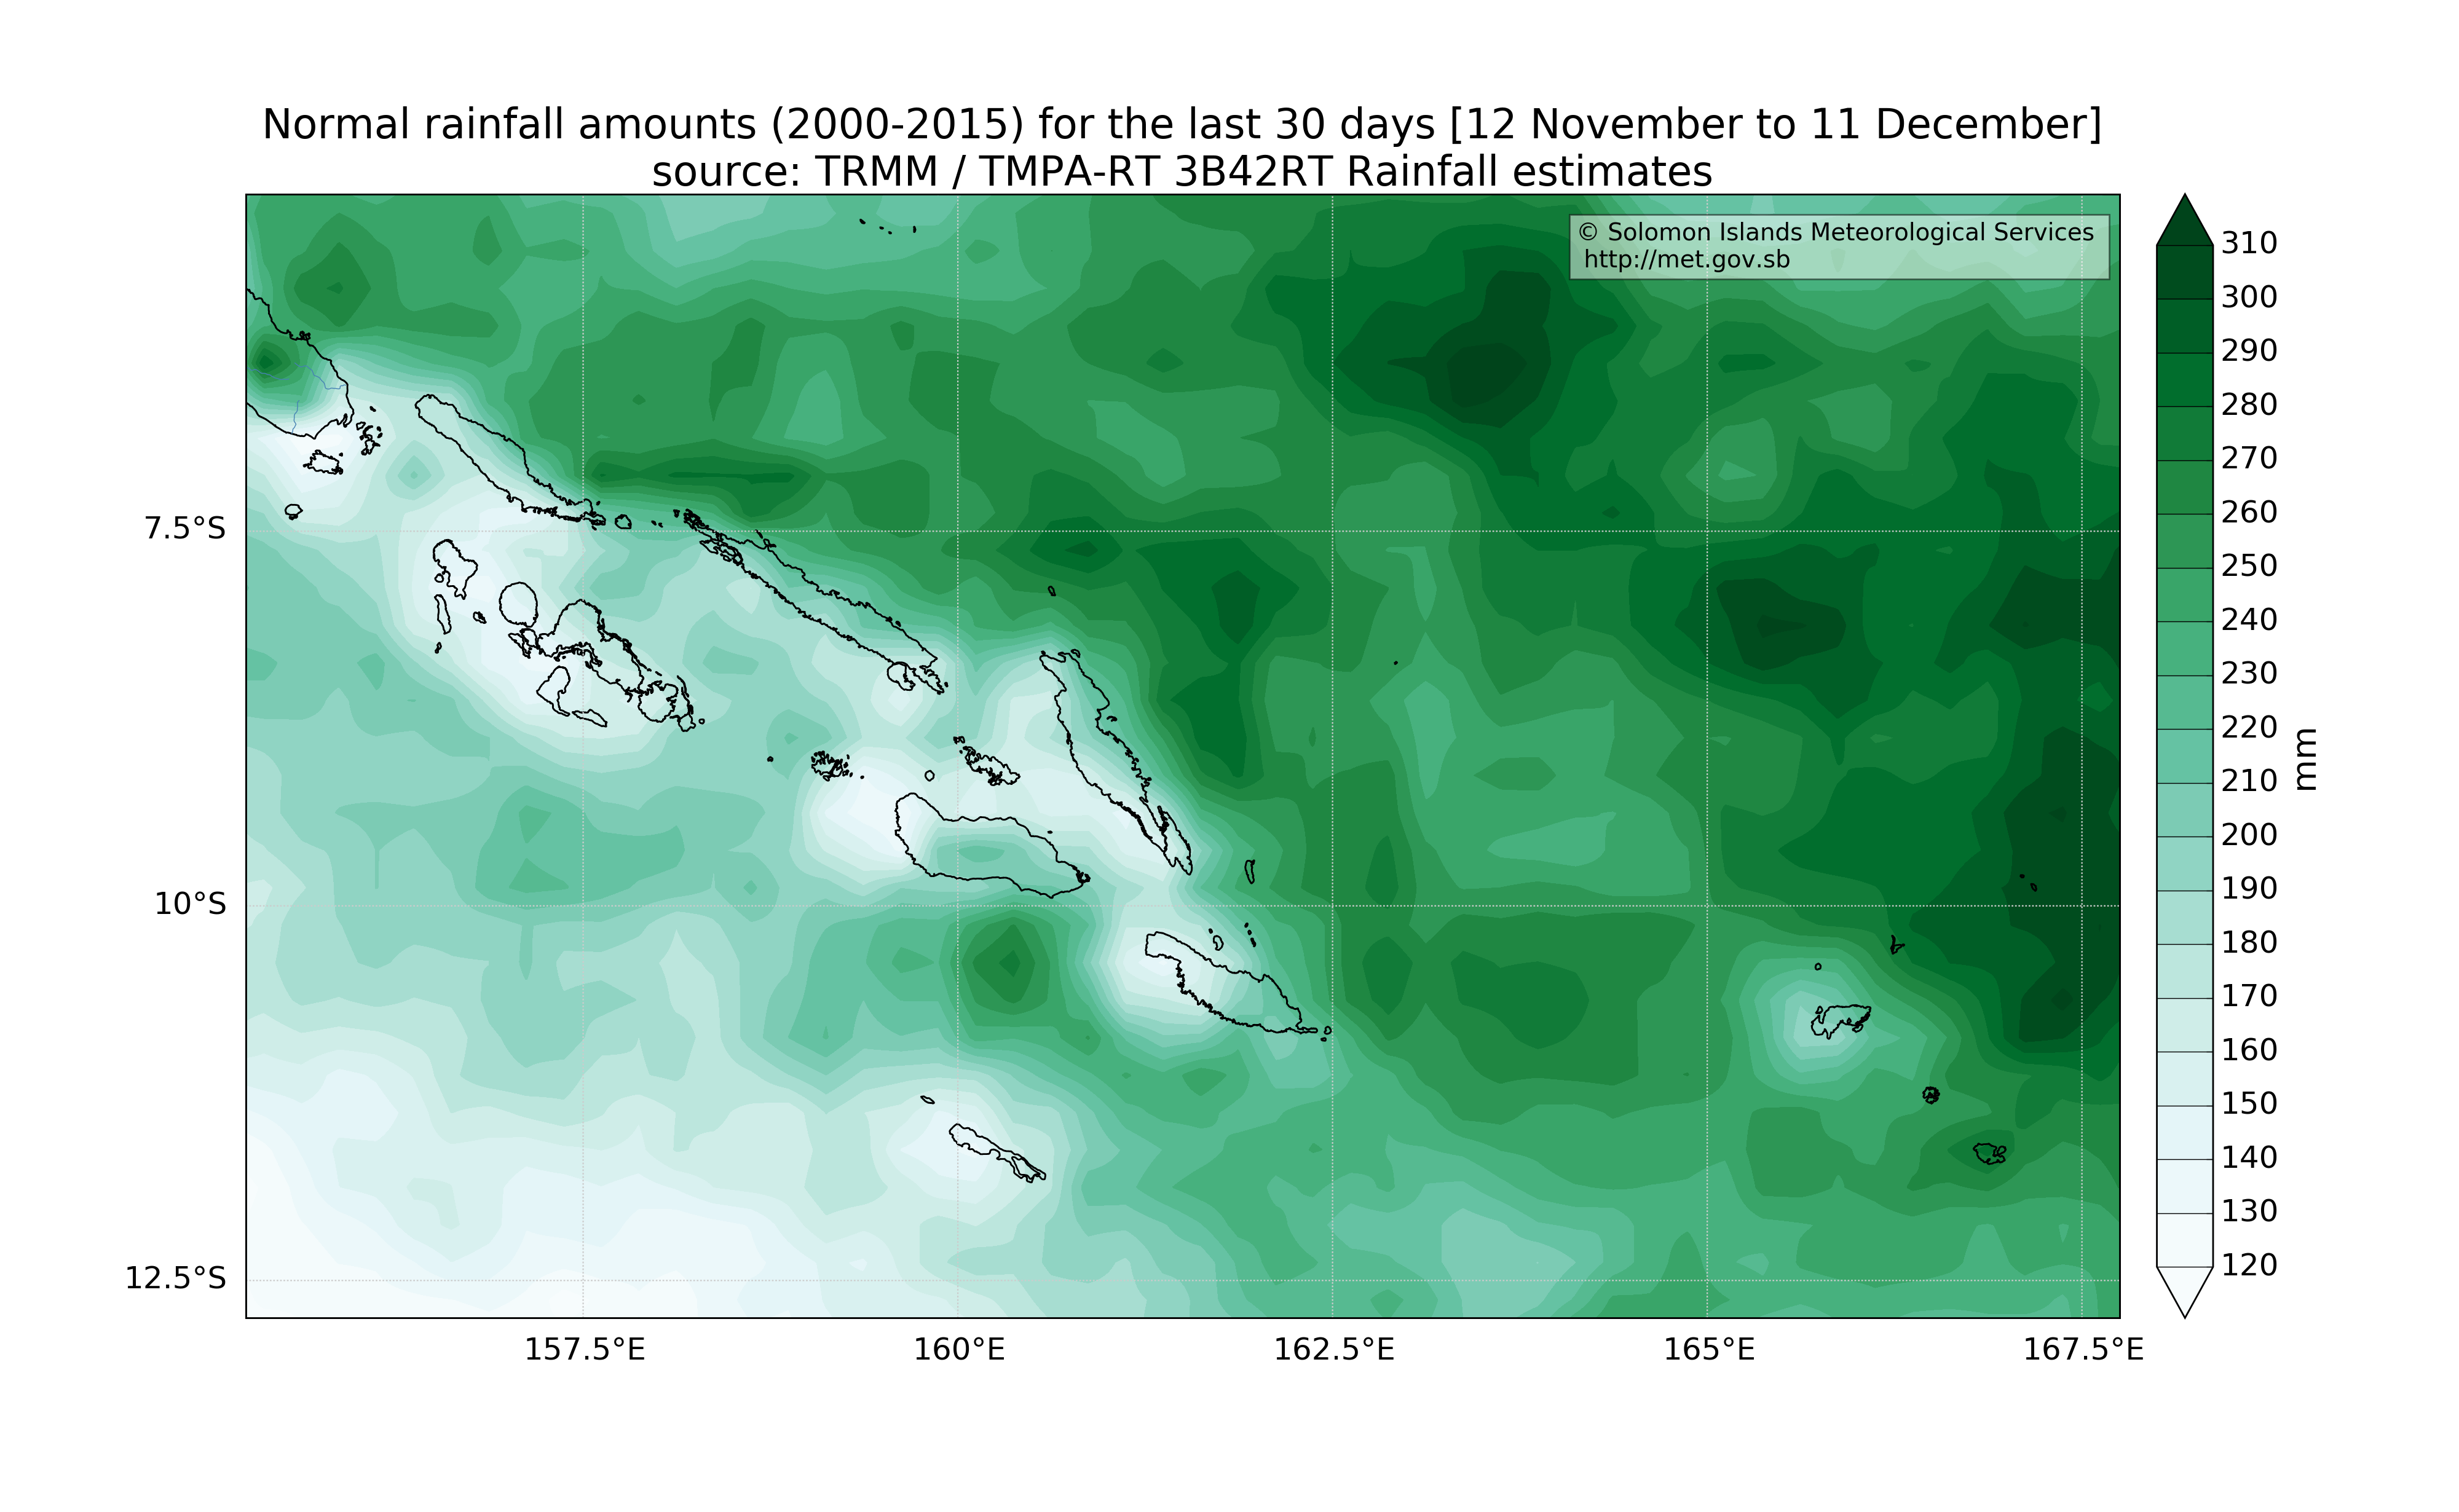 Normal rainfall amounts (2000-2015) for the last 30 days [12 November to 11 December]
source: TRMM / TMPA-RT 3B42RT Rainfall estimates
© Solomon Islands Meteorological Services
http://met.gov.sb
310
300
290
280
270
260
250
240
230
220
210
200
190
180
170
160
150
140
130
120
mm
7.5°S
10°S
12.5°S
157.5°E
160°E
162.5°E
165°E
167.5°E